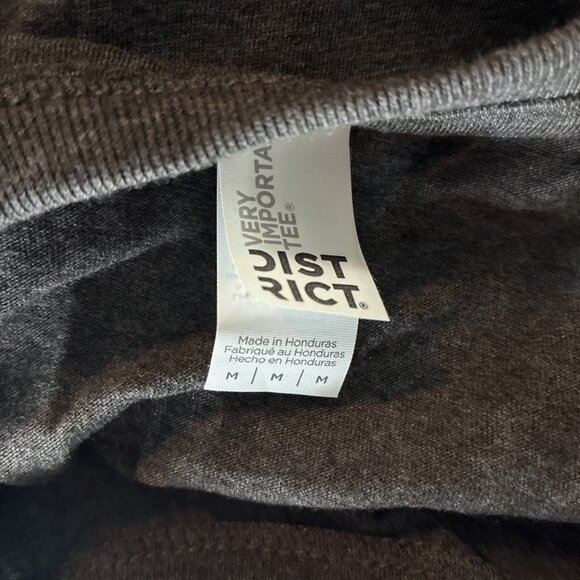 VERY
IMPORTA
TEE®
DIST
RICT®
Made in Honduras
Fabriqué au Honduras
Hecho en Honduras
M / M / M